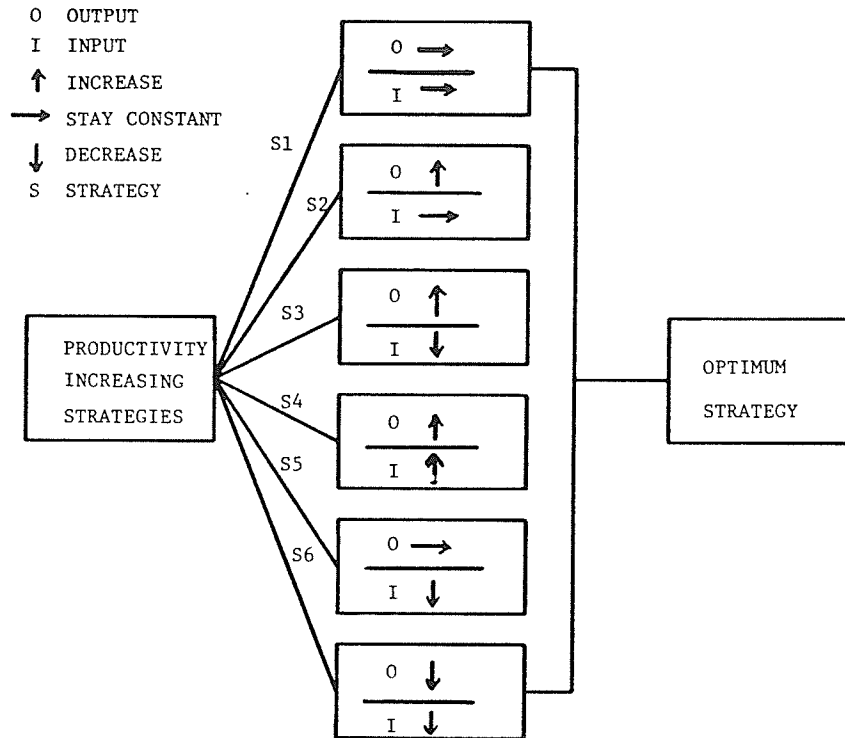 O OUTPUT
I INPUT
↑ INCREASE
→ STAY CONSTANT
↓ DECREASE
S STRATEGY
S1
S2
S3
S4
S5
S6
PRODUCTIVITY
INCREASING
STRATEGIES
O →
I →
O ↑
I →
O ↑
I ↓
O ↑
I ↑
O →
I ↓
O ↓
I ↓
OPTIMUM
STRATEGY